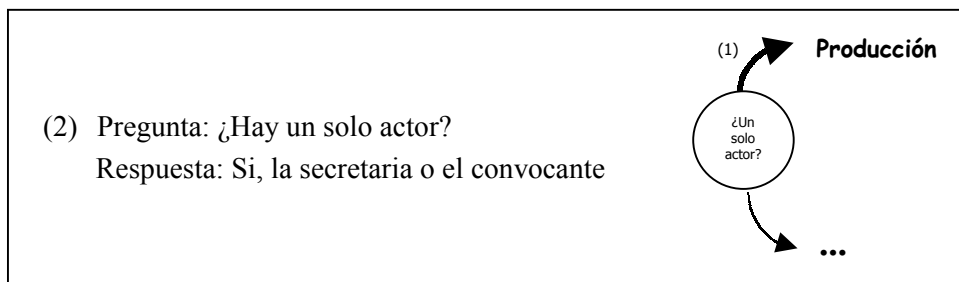 (2) Pregunta: ¿Hay un solo actor?
Respuesta: Si, la secretaria o el convocante
(1) Producción
¿Un
solo
actor?
...